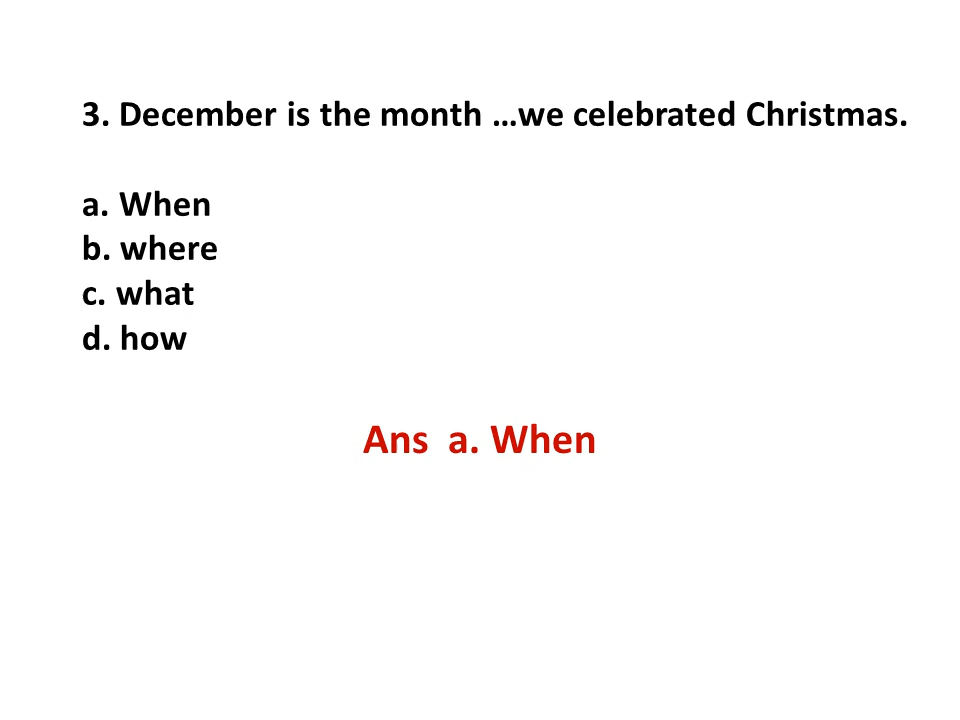 3. December is the month …we celebrated Christmas.
a. When
b. where
c. what
d. how
Ans  a. When